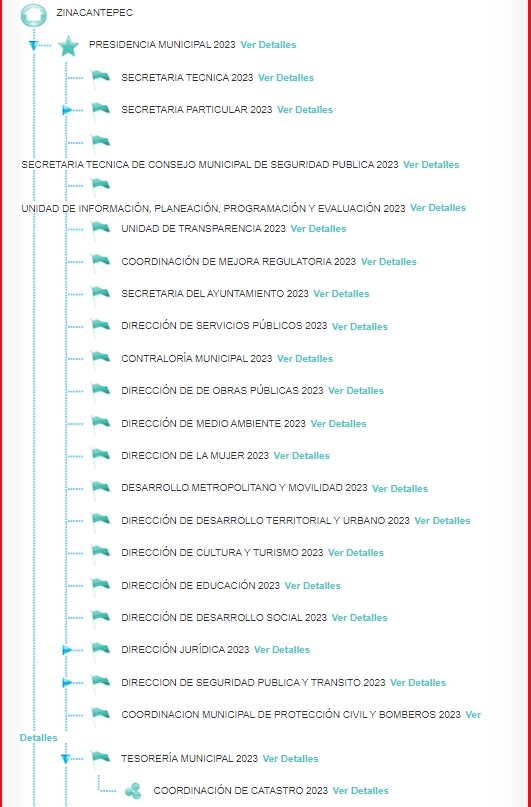 ZINACANTEPEC
PRESIDENCIA MUNICIPAL 2023 Ver Detalles
SECRETARIA TECNICA 2023 Ver Detalles
SECRETARIA PARTICULAR 2023 Ver Detalles
SECRETARIA TECNICA DE CONSEJO MUNICIPAL DE SEGURIDAD PUBLICA 2023 Ver Detalles
UNIDAD DE INFORMACIÓN, PLANEACIÓN, PROGRAMACIÓN Y EVALUACIÓN 2023 Ver Detalles
UNIDAD DE TRANSPARENCIA 2023 Ver Detalles
COORDINACIÓN DE MEJORA REGULATORIA 2023 Ver Detalles
SECRETARIA DEL AYUNTAMIENTO 2023 Ver Detalles
DIRECCIÓN DE SERVICIOS PÚBLICOS 2023 Ver Detalles
CONTRALORÍA MUNICIPAL 2023 Ver Detalles
DIRECCIÓN DE DE OBRAS PÚBLICAS 2023 Ver Detalles
DIRECCIÓN DE MEDIO AMBIENTE 2023 Ver Detalles
DIRECCION DE LA MUJER 2023 Ver Detalles
DESARROLLO METROPOLITANO Y MOVILIDAD 2023 Ver Detalles
DIRECCIÓN DE DESARROLLO TERRITORIAL Y URBANO 2023 Ver Detalles
DIRECCIÓN DE CULTURA Y TURISMO 2023 Ver Detalles
DIRECCIÓN DE EDUCACIÓN 2023 Ver Detalles
DIRECCIÓN DE DESARROLLO SOCIAL 2023 Ver Detalles
DIRECCIÓN JURÍDICA 2023 Ver Detalles
DIRECCION DE SEGURIDAD PUBLICA Y TRANSITO 2023 Ver Detalles
COORDINACION MUNICIPAL DE PROTECCIÓN CIVIL Y BOMBEROS 2023 Ver
Detalles
TESORERÍA MUNICIPAL 2023 Ver Detalles
COORDINACIÓN DE CATASTRO 2023 Ver Detalles